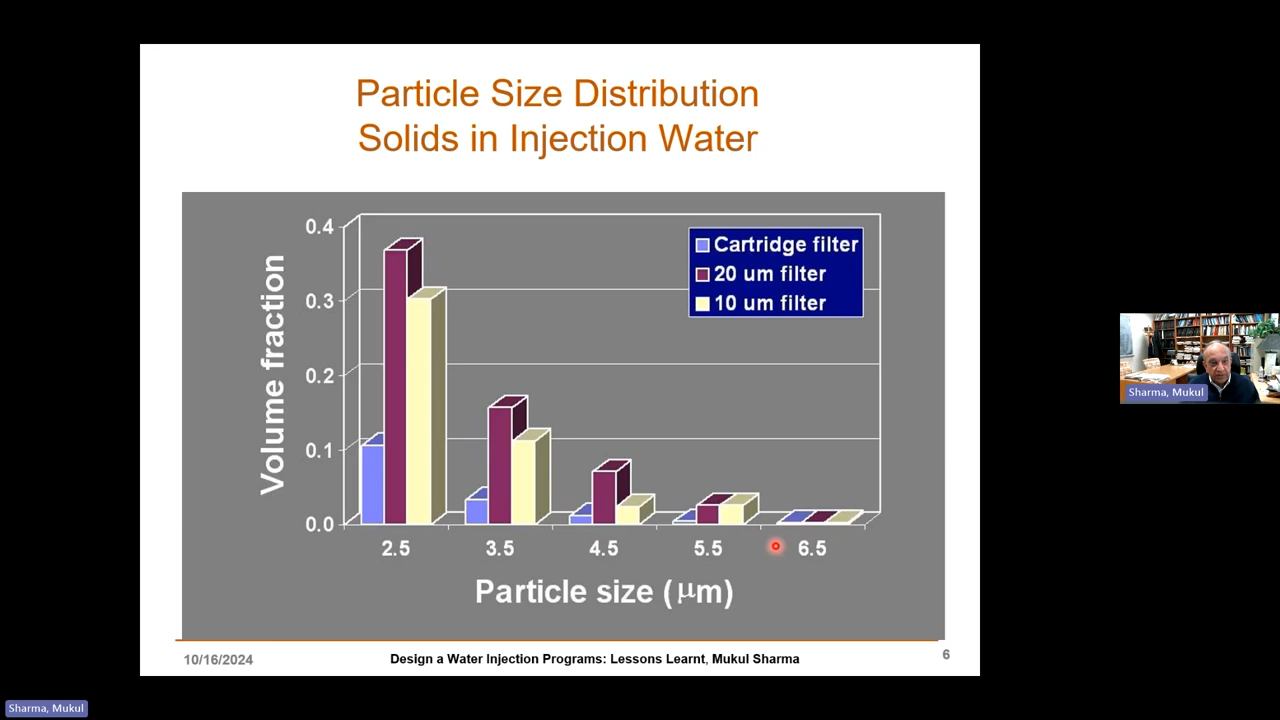 Particle Size Distribution
Solids in Injection Water
Volume fraction
0.4
0.3
0.2
0.1
0.0
Cartridge filter
20 um filter
10 um filter
2.5 3.5 4.5 5.5 6.5
Particle size (μm)
10/16/2024 Design a Water Injection Programs: Lessons Learnt, Mukul Sharma 6
Sharma, Mukul
Sharma, Mukul